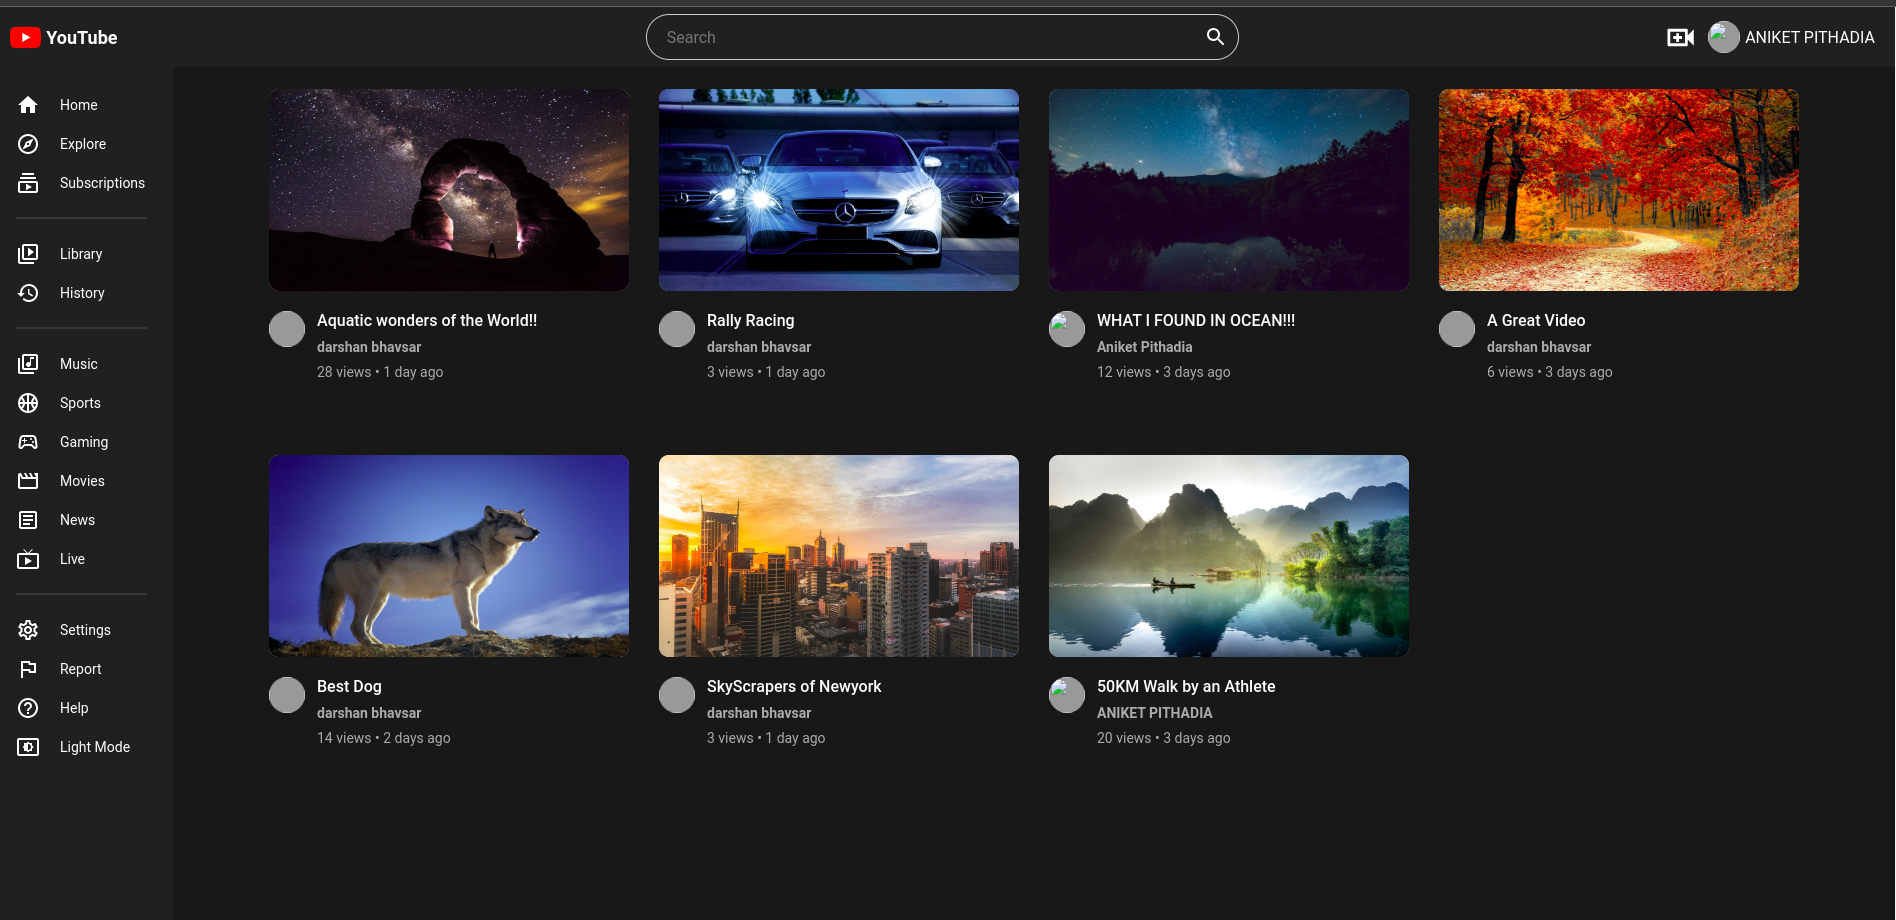 YouTube
Search
ANIKET PITHADIA
Home
Explore
Subscriptions
Library
History
Music
Sports
Gaming
Movies
News
Live
Settings
Report
Help
Light Mode
Aquatic wonders of the World!!
darshan bhavsar
28 views • 1 day ago
Rally Racing
darshan bhavsar
3 views • 1 day ago
WHAT I FOUND IN OCEAN!!!
Aniket Pithadia
12 views • 3 days ago
A Great Video
darshan bhavsar
6 views • 3 days ago
Best Dog
darshan bhavsar
14 views • 2 days ago
SkyScrapers of Newyork
darshan bhavsar
3 views • 1 day ago
50KM Walk by an Athlete
ANIKET PITHADIA
20 views • 3 days ago